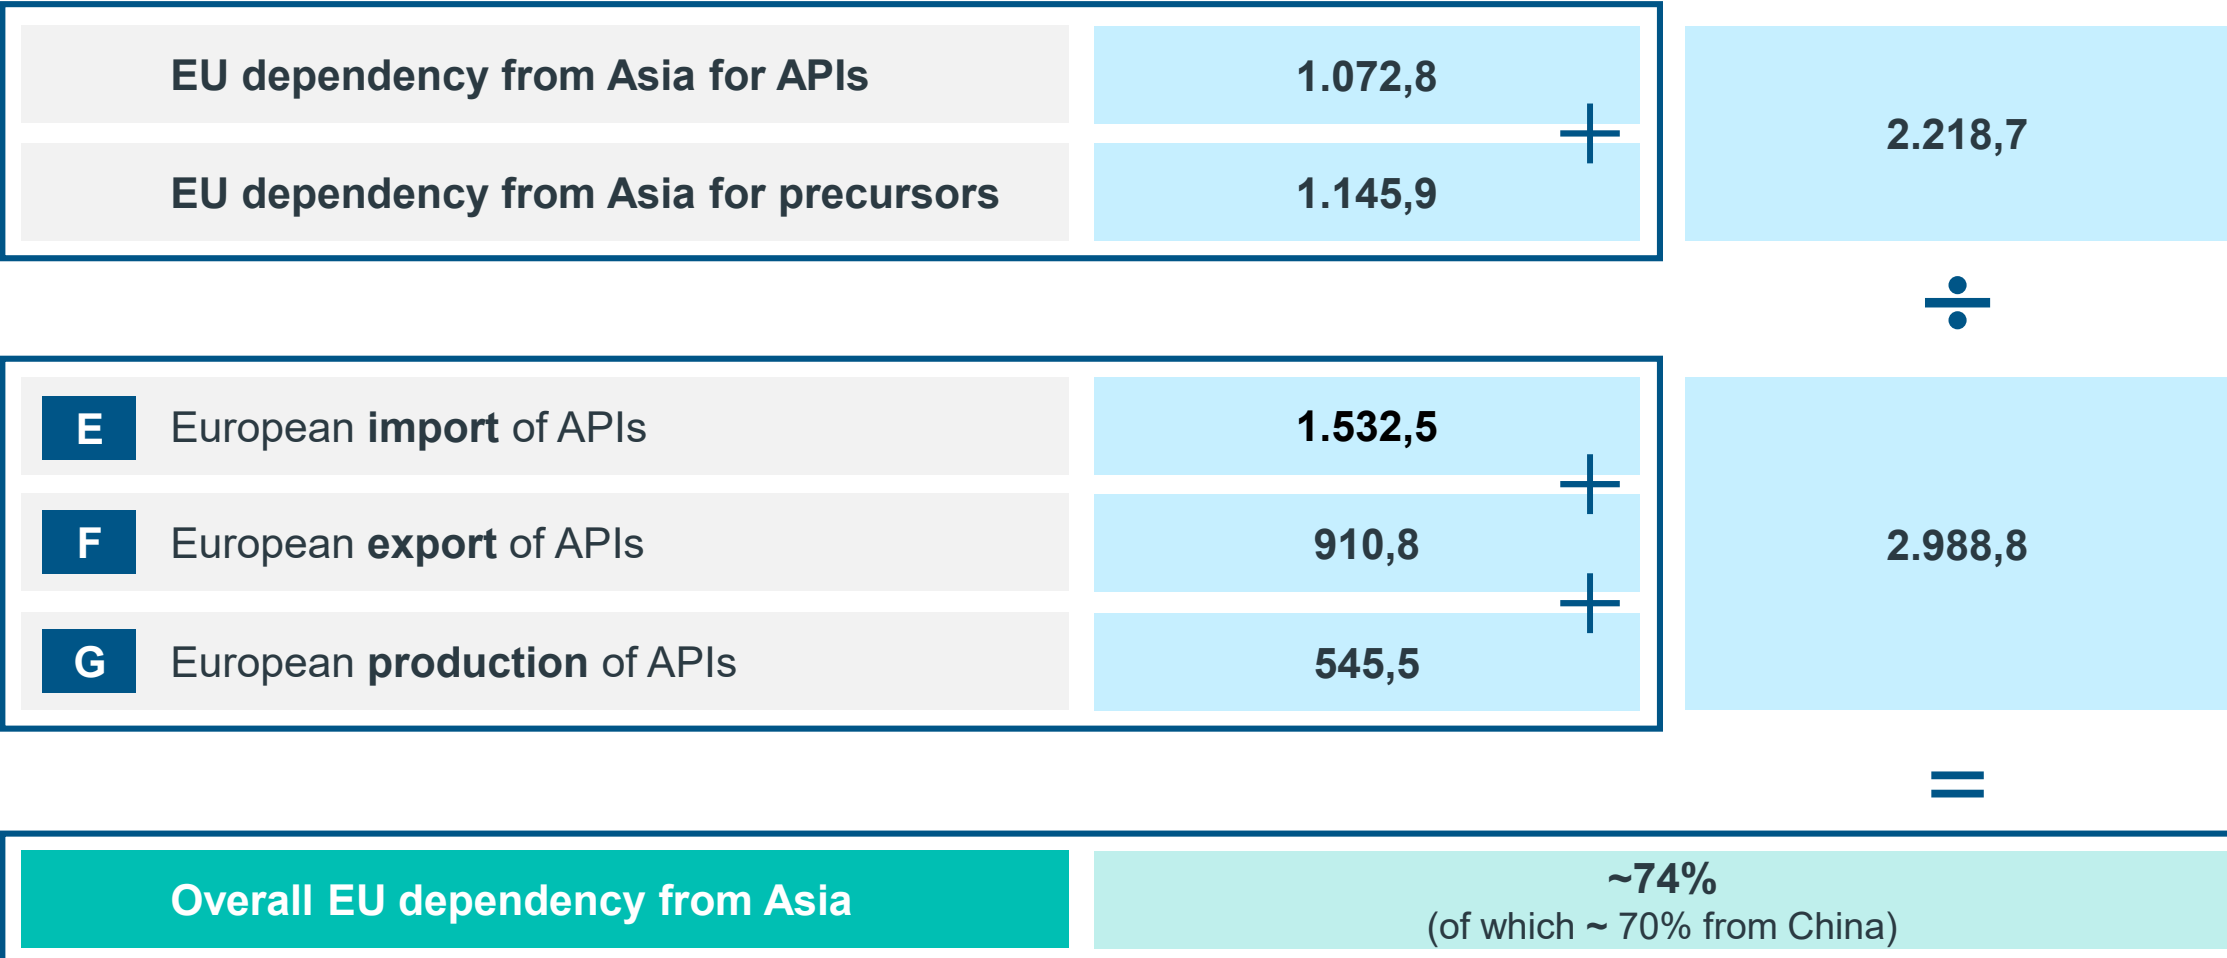 EU dependency from Asia for APIs 1.072,8
+
2.218,7
EU dependency from Asia for precursors 1.145,9
÷
E European import of APIs 1.532,5
+
F European export of APIs 910,8
2.988,8
+
G European production of APIs 545,5
=
Overall EU dependency from Asia ~74%
(of which ~ 70% from China)